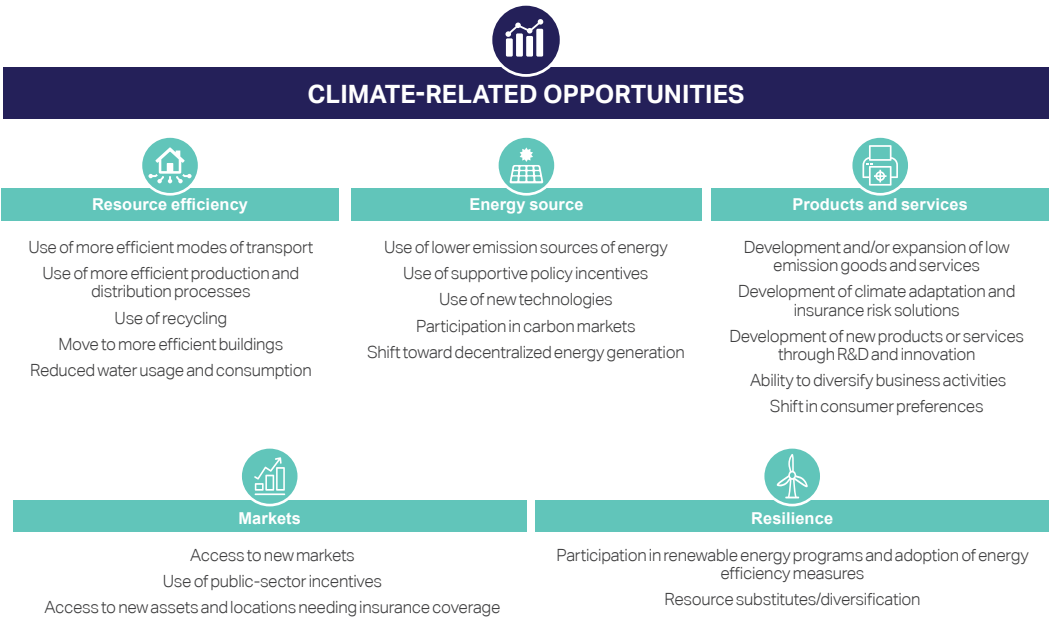 CLIMATE-RELATED OPPORTUNITIES
Resource efficiency
Use of more efficient modes of transport
Use of more efficient production and
distribution processes
Use of recycling
Move to more efficient buildings
Reduced water usage and consumption
Energy source
Use of lower emission sources of energy
Use of supportive policy incentives
Use of new technologies
Participation in carbon markets
Shift toward decentralized energy generation
Products and services
Development and/or expansion of low
emission goods and services
Development of climate adaptation and
insurance risk solutions
Development of new products or services
through R&D and innovation
Ability to diversify business activities
Shift in consumer preferences
Markets
Access to new markets
Use of public-sector incentives
Access to new assets and locations needing insurance coverage
Resilience
Participation in renewable energy programs and adoption of energy
efficiency measures
Resource substitutes/diversification